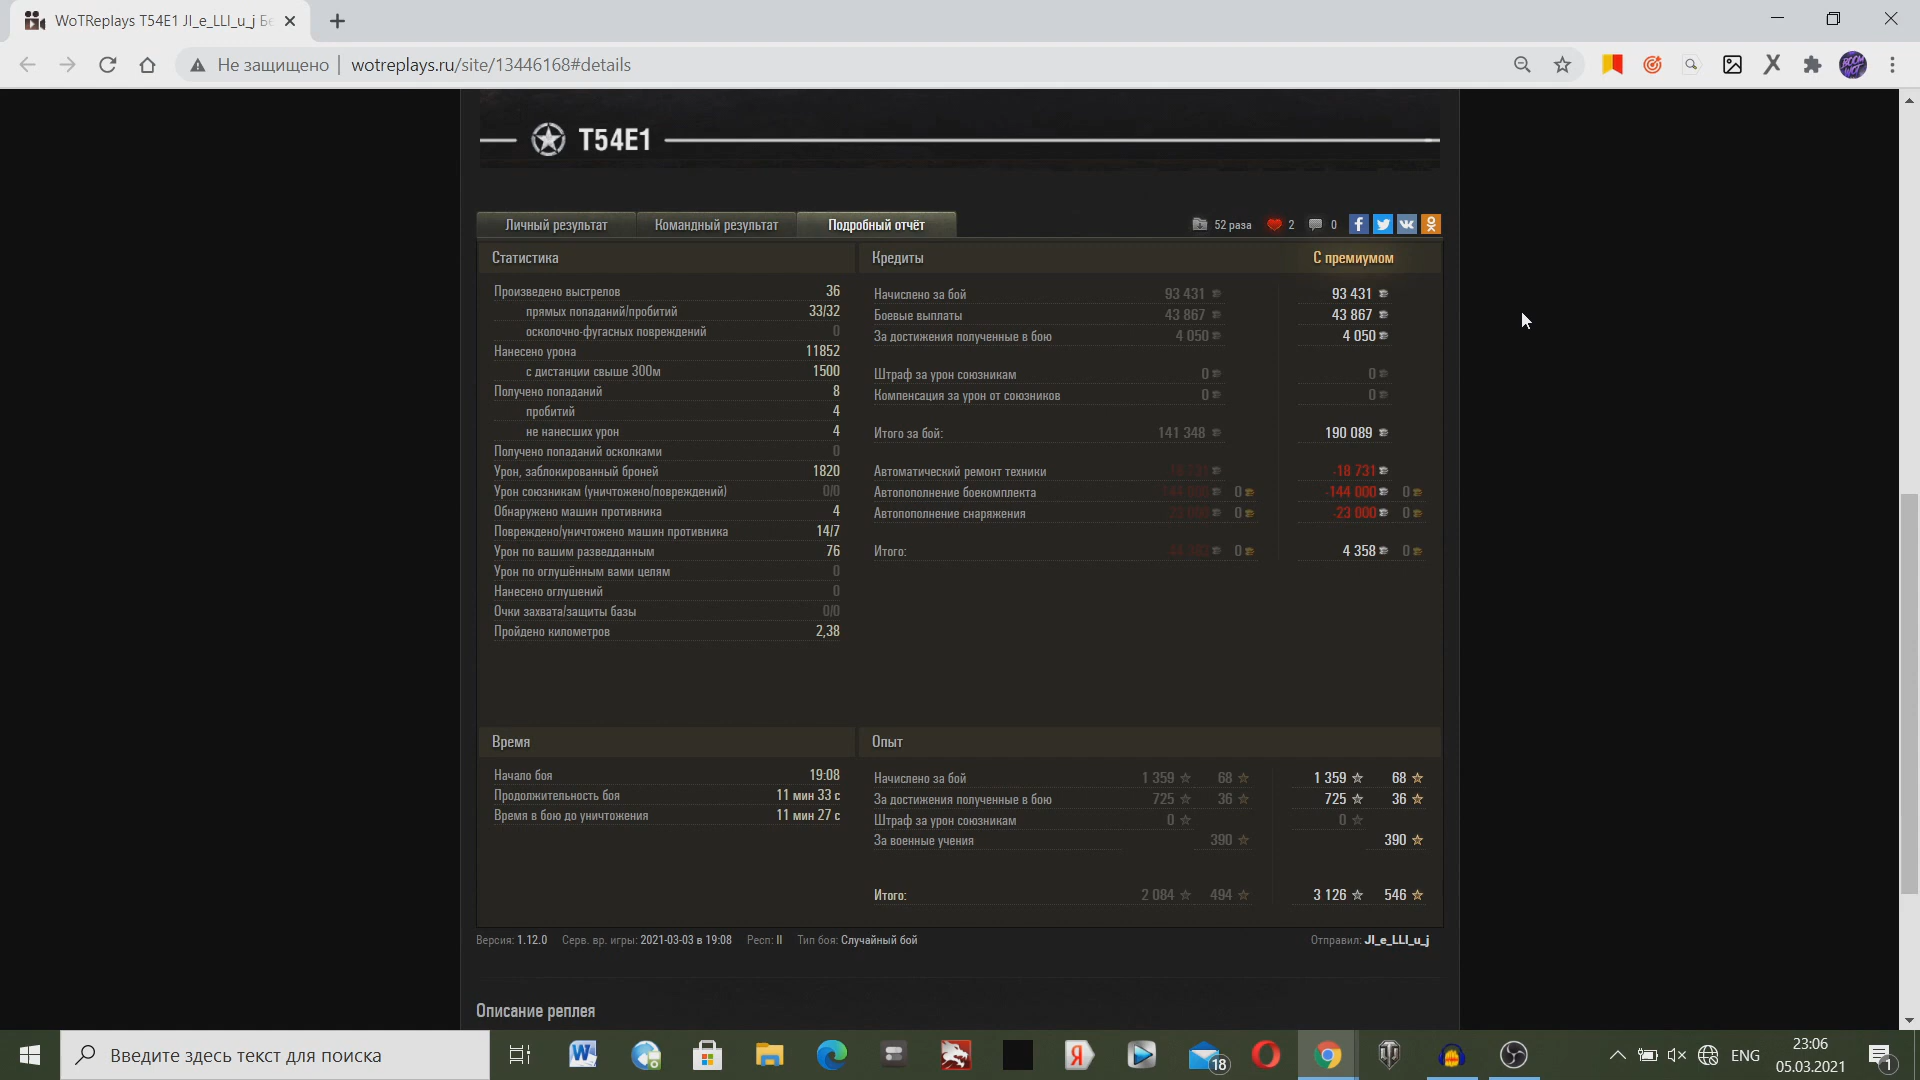 WoTReplays T54E1 JI_e_LLI_u_j Бе
Не защищено wotreplays.ru/site/13446168#details
T54E1
Личный результат Командный результат Подробный отчёт 52 раза 2 0
Статистика Кредиты С премиумом
Произведено выстрелов 36
прямых попаданий/пробитий 33/32
осколочно-фугасных повреждений 0
Нанесено урона 11852
с дистанции свыше 300м 1500
Получено попаданий 8
пробитий 4
не нанесших урон 4
Получено попаданий осколками 0
Урон, заблокированный броней 1820
Урон союзникам (уничтожено/повреждений) 0/0
Обнаружено машин противника 4
Повреждено/уничтожено машин противника 14/7
Урон по вашим разведданным 76
Урон по оглушённым вами целям 0
Нанесено оглушений 0
Очки захвата/защиты базы 0/0
Пройдено километров 2,38
Начислено за бой 93 431 93 431
Боевые выплаты 43 867 43 867
За достижения полученные в бою 4 050 4 050
Штраф за урон союзникам 0 0
Компенсация за урон от союзников 0 0
Итого за бой: 141 348 190 089
Автоматический ремонт техники -18 731 -18 731
Автопополнение боекомплекта -144 000 0 -144 000 0
Автопополнение снаряжения -23 000 0 -23 000 0
Итого: 0 4 358 0
Время Опыт
Начало боя 19:08
Продолжительность боя 11 мин 33 с
Время в бою до уничтожения 11 мин 27 с
Начислено за бой 1 359 68 1 359 68
За достижения полученные в бою 725 36 725 36
Штраф за урон союзникам 0 0
За военные учения 390 390
Итого: 2 084 494 3 126 546
Версия: 1.12.0 Серв. вр. игры: 2021-03-03 в 19:08 Респ: II Тип боя: Случайный бой Отправил: JI_e_LLI_u_j
Описание реплея
Введите здесь текст для поиска
18
ENG
23:06
05.03.2021
1